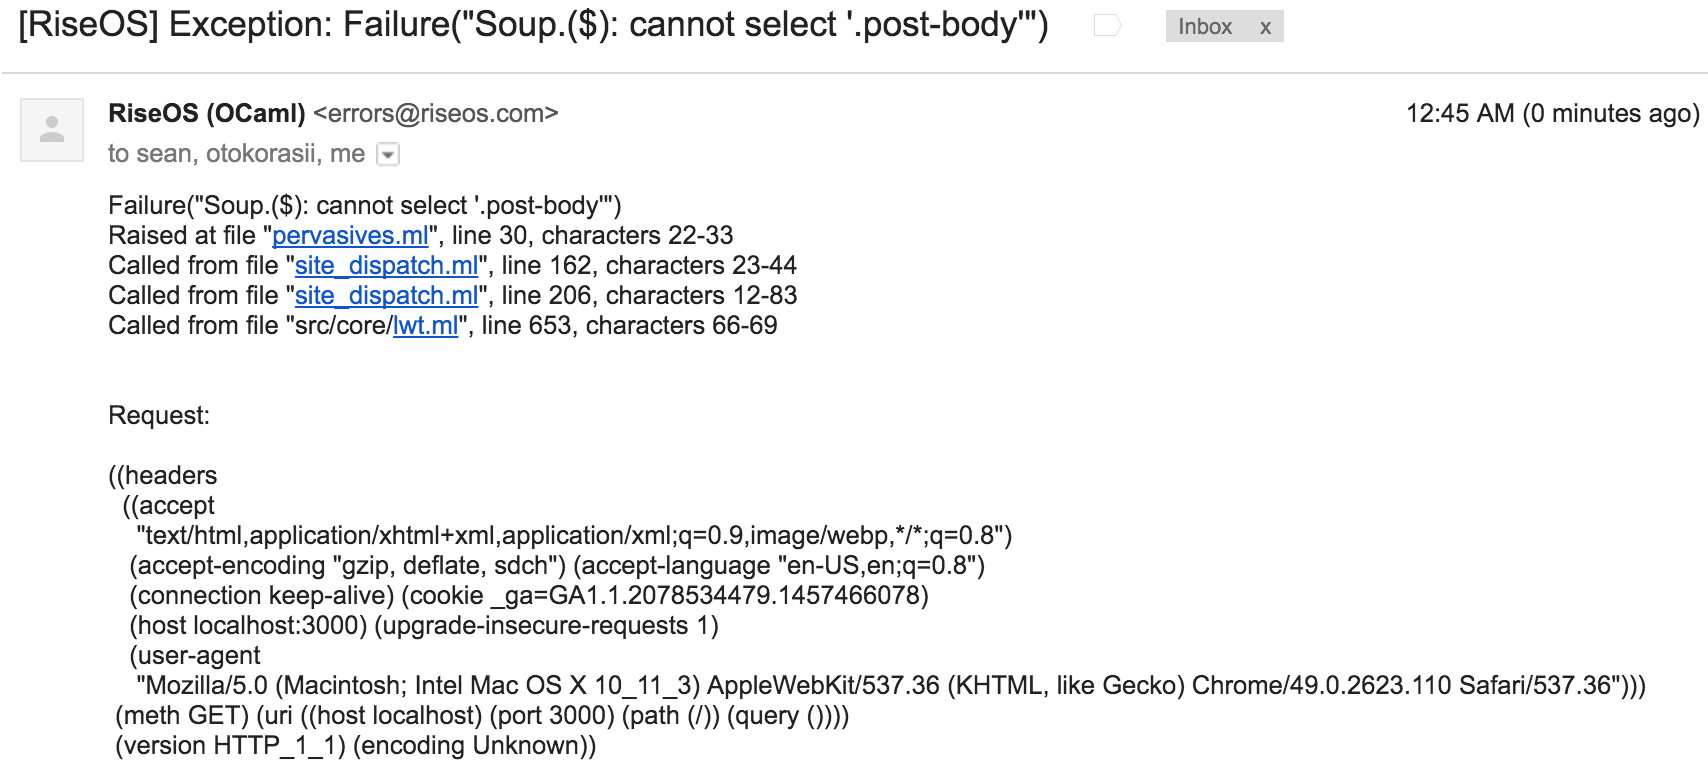 [RiseOS] Exception: Failure("Soup.($): cannot select '.post-body'") Inbox x
RiseOS (OCaml) <errors@riseos.com> 12:45 AM (0 minutes ago)
to sean, otokorasii, me
Failure("Soup.($): cannot select '.post-body'")
Raised at file "pervasives.ml", line 30, characters 22-33
Called from file "site_dispatch.ml", line 162, characters 23-44
Called from file "site_dispatch.ml", line 206, characters 12-83
Called from file "src/core/lwt.ml", line 653, characters 66-69
Request:
((headers
((accept
"text/html,application/xhtml+xml,application/xml;q=0.9,image/webp,*/*;q=0.8")
(accept-encoding "gzip, deflate, sdch") (accept-language "en-US,en;q=0.8")
(connection keep-alive) (cookie _ga=GA1.1.2078534479.1457466078)
(host localhost:3000) (upgrade-insecure-requests 1)
(user-agent
"Mozilla/5.0 (Macintosh; Intel Mac OS X 10_11_3) AppleWebKit/537.36 (KHTML, like Gecko) Chrome/49.0.2623.110 Safari/537.36")))
(meth GET) (uri ((host localhost) (port 3000) (path (/)) (query ())))
(version HTTP_1_1) (encoding Unknown))